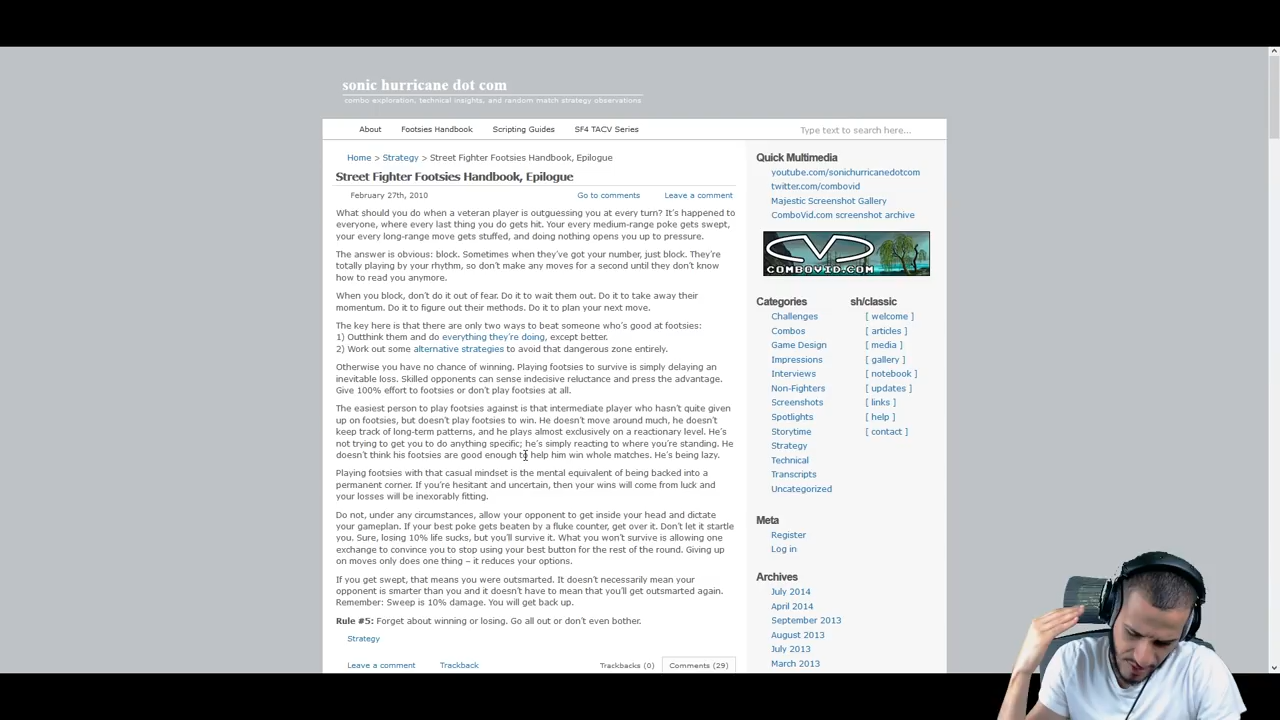 sonic hurricane dot com
combo exploration, technical insights, and random match strategy observations
About Footsies Handbook Scripting Guides SF4 TACV Series
Type text to search here...
Home > Strategy > Street Fighter Footsies Handbook, Epilogue
Street Fighter Footsies Handbook, Epilogue
February 27th, 2010 Go to comments Leave a comment
What should you do when a veteran player is outguessing you at every turn? It's happened to
everyone, where every last thing you do gets hit. Your every medium-range poke gets swept,
your every long-range move gets stuffed, and doing nothing opens you up to pressure.
The answer is obvious: block. Sometimes when they've got your number, just block. They're
totally playing by your rhythm, so don't make any moves for a second until they don't know
how to read you anymore.
When you block, don't do it out of fear. Do it to wait them out. Do it to take away their
momentum. Do it to figure out their methods. Do it to plan your next move.
The key here is that there are only two ways to beat someone who's good at footsies:
1) Outthink them and do everything they're doing, except better.
2) Work out some alternative strategies to avoid that dangerous zone entirely.
Otherwise you have no chance of winning. Playing footsies to survive is simply delaying an
inevitable loss. Skilled opponents can sense indecisive reluctance and press the advantage.
Give 100% effort to footsies or don't play footsies at all.
The easiest person to play footsies against is that intermediate player who hasn't quite given
up on footsies, but doesn't play footsies to win. He doesn't move around much, he doesn't
keep track of long-term patterns, and he plays almost exclusively on a reactionary level. He's
not trying to get you to do anything specific; he's simply reacting to where you're standing. He
doesn't think his footsies are good enough to help him win whole matches. He's being lazy.
Playing footsies with that casual mindset is the mental equivalent of being backed into a
permanent corner. If you're hesitant and uncertain, then your wins will come from luck and
your losses will be inexorably fitting.
Do not, under any circumstances, allow your opponent to get inside your head and dictate
your gameplan. If your best poke gets beaten by a fluke counter, get over it. Don't let it startle
you. Sure, losing 10% life sucks, but you'll survive it. What you won't survive is allowing one
exchange to convince you to stop using your best button for the rest of the round. Giving up
on moves only does one thing – it reduces your options.
If you get swept, that means you were outsmarted. It doesn't necessarily mean your
opponent is smarter than you and it doesn't have to mean that you'll get outsmarted again.
Remember: Sweep is 10% damage. You will get back up.
Rule #5: Forget about winning or losing. Go all out or don't even bother.
Strategy
Leave a comment Trackback Trackbacks (0) Comments (29)
Quick Multimedia
youtube.com/sonichurricanedotcom
twitter.com/combovid
Majestic Screenshot Gallery
ComboVid.com screenshot archive
COMBOVID.COM
Categories
Challenges
Combos
Game Design
Impressions
Interviews
Non-Fighters
Screenshots
Spotlights
Storytime
Strategy
Technical
Transcripts
Uncategorized
sh/classic
[ welcome ]
[ articles ]
[ media ]
[ gallery ]
[ notebook ]
[ updates ]
[ links ]
[ help ]
[ contact ]
Meta
Register
Log in
Archives
July 2014
April 2014
September 2013
August 2013
July 2013
March 2013